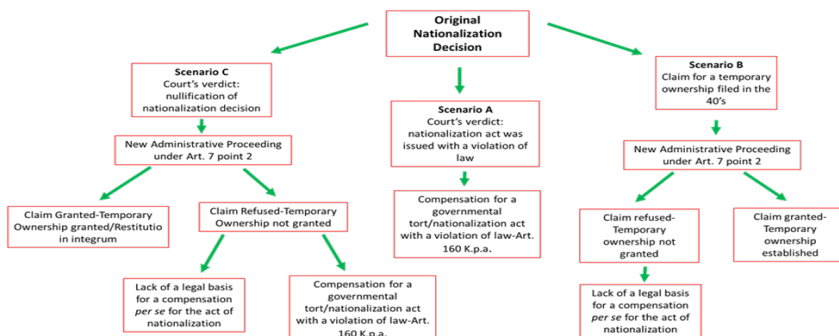 Original
Nationalization
Decision
Scenario C
Court's verdict:
nullification of
nationalization decision
New Administrative Proceeding
under Art. 7 point 2
Claim Granted-Temporary
Ownership granted/Restitutio
in integrum
Claim Refused-Temporary
Ownership not granted
Lack of a legal basis
for a compensation
per se for the act of
nationalization
Compensation for a
governmental
tort/nationalization act
with a violation of law-Art.
160 K.p.a.
Scenario A
Court's verdict:
nationalization act was
issued with a violation of
law
Compensation for a
governmental
tort/nationalization act
with a violation of law-Art.
160 K.p.a.
Scenario B
Claim for a temporary
ownership filed in the
40's
New Administrative Proceeding
under Art. 7 point 2
Claim refused-
Temporary
ownership not
granted
Lack of a legal basis
for a compensation
per se for the act of
nationalization
Claim granted-
Temporary
ownership
established